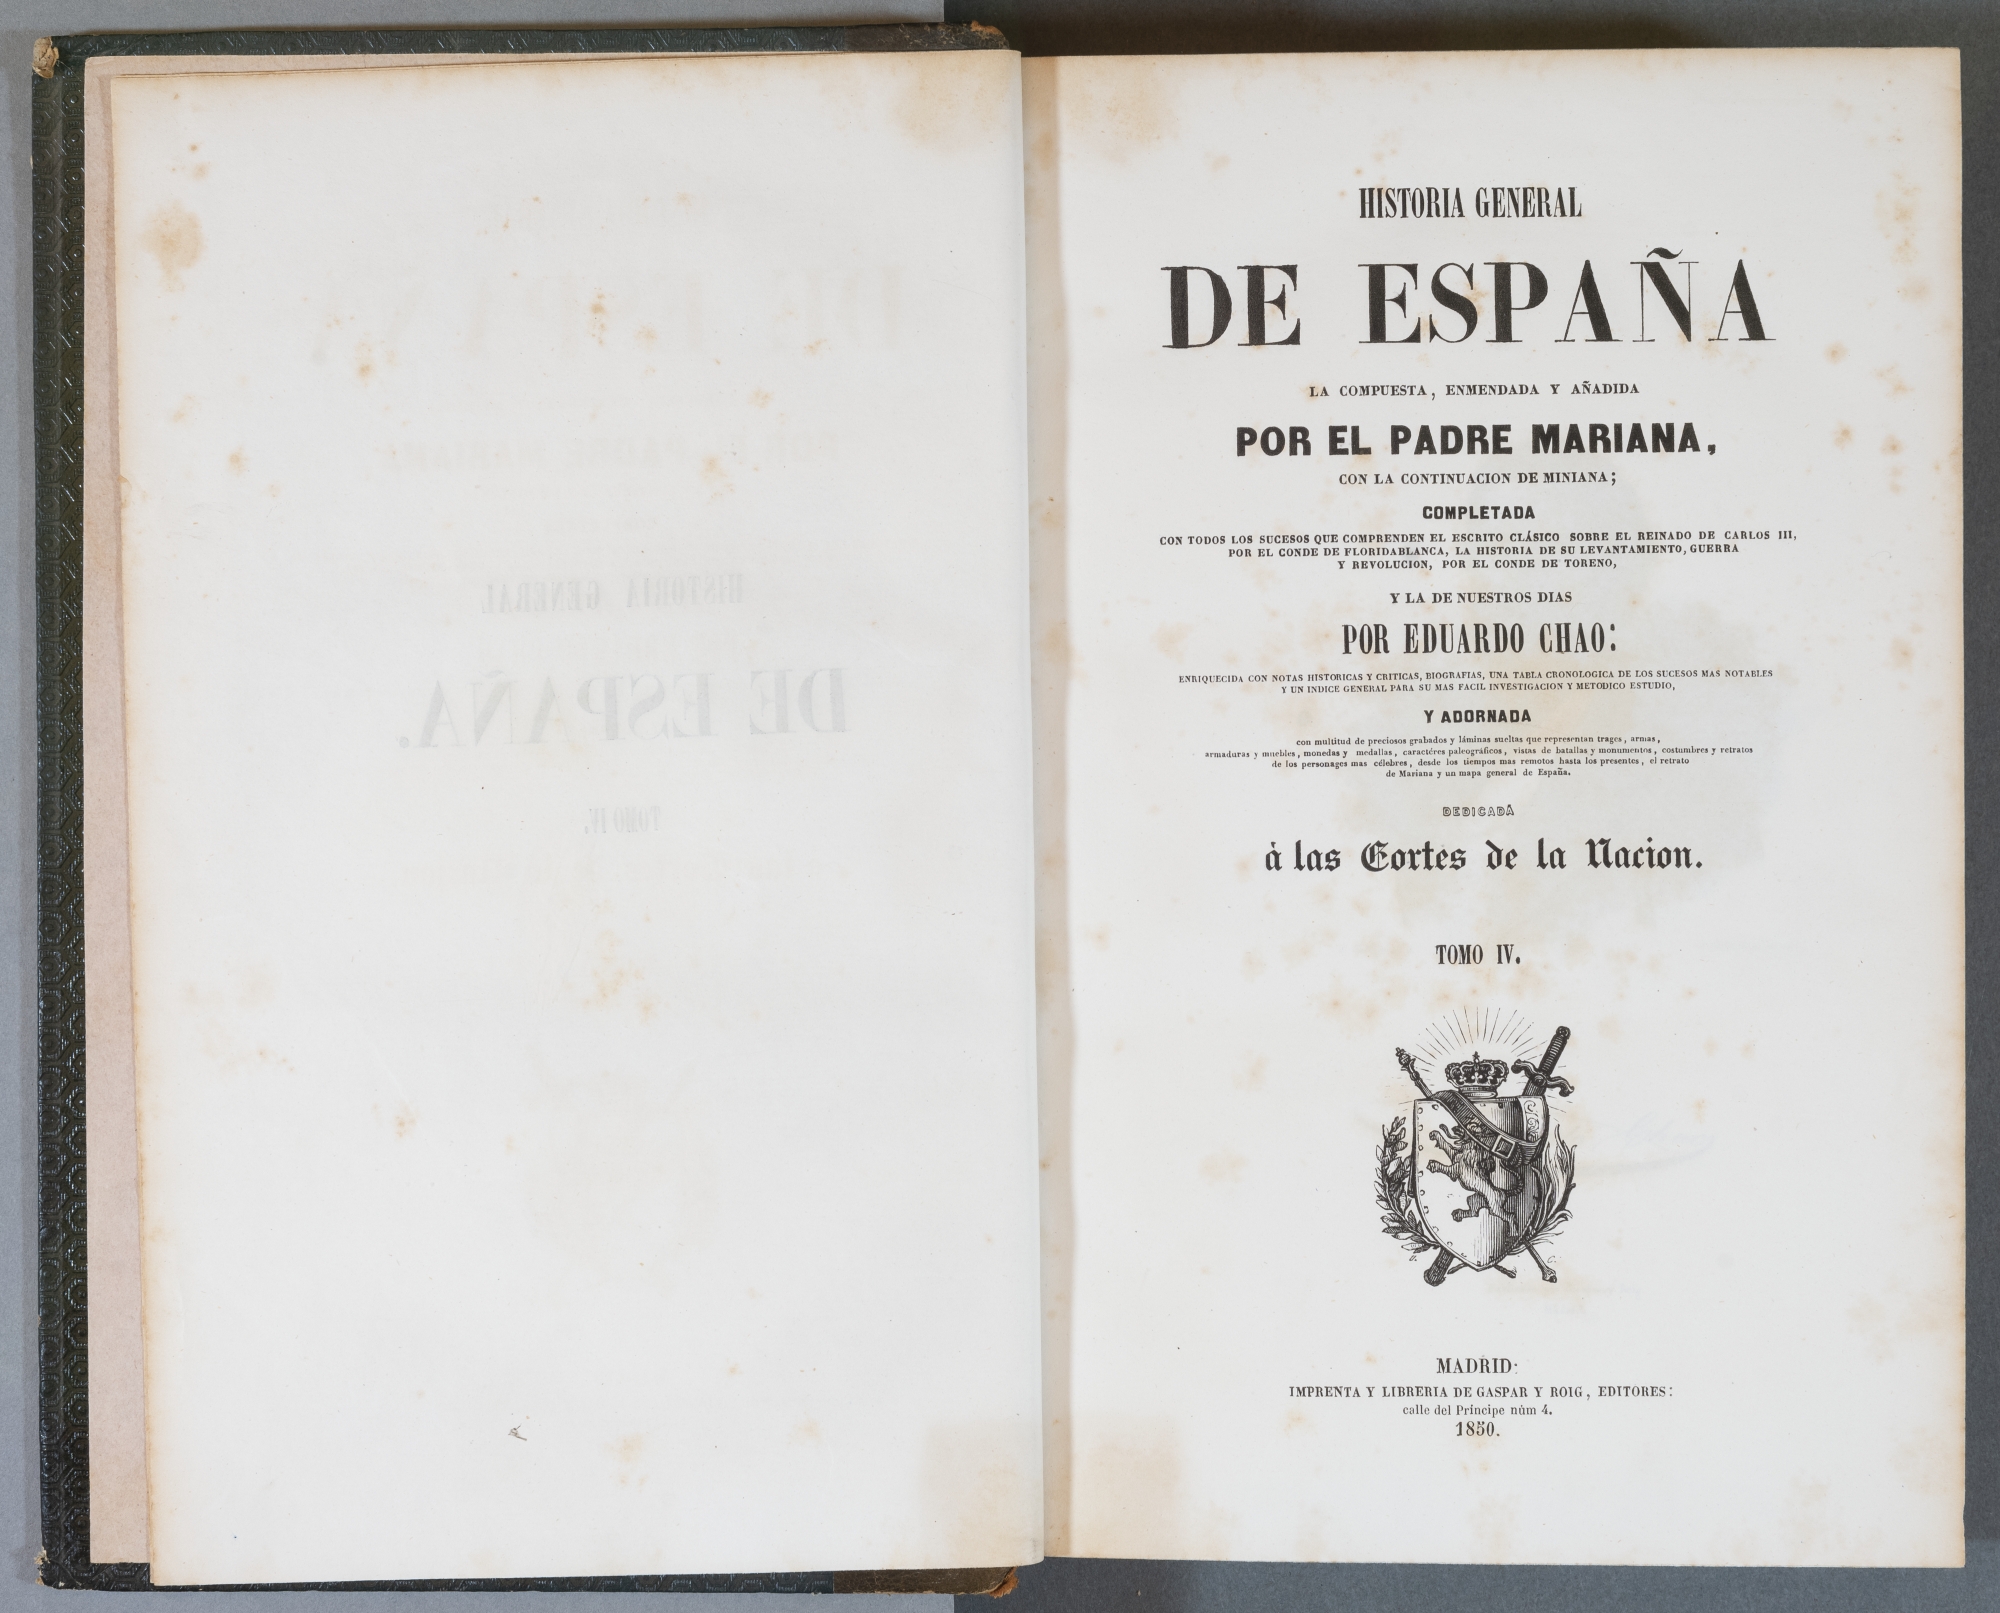 HISTORIA GENERAL
DE ESPAÑA.
TOMO IV.
HISTORIA GENERAL
DE ESPAÑA
LA COMPUESTA, ENMENDADA Y AÑADIDA
POR EL PADRE MARIANA,
CON LA CONTINUACION DE MINIANA;
COMPLETADA
CON TODOS LOS SUCESOS QUE COMPRENDEN EL ESCRITO CLÁSICO SOBRE EL REINADO DE CARLOS III,
POR EL CONDE DE FLORIDABLANCA, LA HISTORIA DE SU LEVANTAMIENTO, GUERRA
Y REVOLUCION, POR EL CONDE DE TORENO,
Y LA DE NUESTROS DIAS
POR EDUARDO CHAO:
ENRIQUECIDA CON NOTAS HISTORICAS Y CRITICAS, BIOGRAFIAS, UNA TABLA CRONOLOGICA DE LOS SUCESOS MAS NOTABLES
Y UN INDICE GENERAL PARA SU MAS FACIL INVESTIGACION Y METODICO ESTUDIO,
Y ADORNADA
con multitud de preciosos grabados y láminas sueltas que representan trages, armas,
armaduras y muebles, monedas y medallas, caractéres paleográficos, vistas de batallas y monumentos, costumbres y retratos
de los personages mas célebres, desde los tiempos mas remotos hasta los presentes, el retrato
de Mariana y un mapa general de España.
DEDICADÁ
à las Cortes de la Nacion.
TOMO IV.
MADRID:
IMPRENTA Y LIBRERIA DE GASPAR Y ROIG, EDITORES:
calle del Príncipe núm 4.
1850.